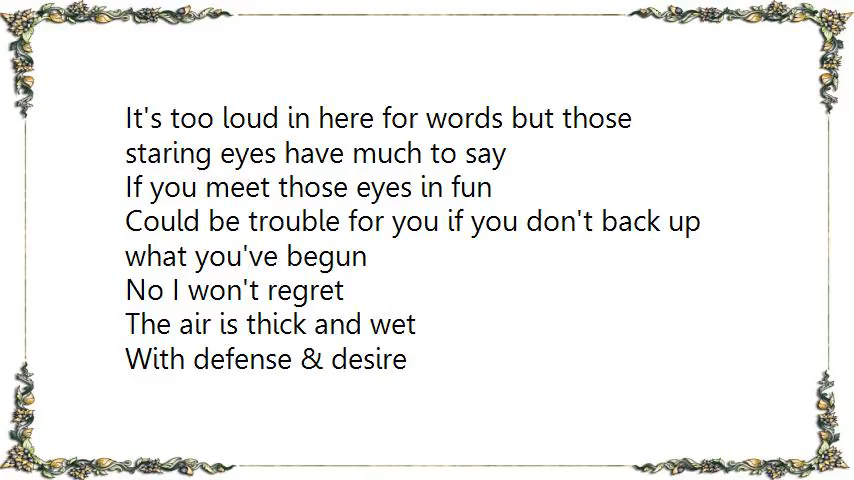 It's too loud in here for words but those
staring eyes have much to say
If you meet those eyes in fun
Could be trouble for you if you don't back up
what you've begun
No I won't regret
The air is thick and wet
With defense & desire